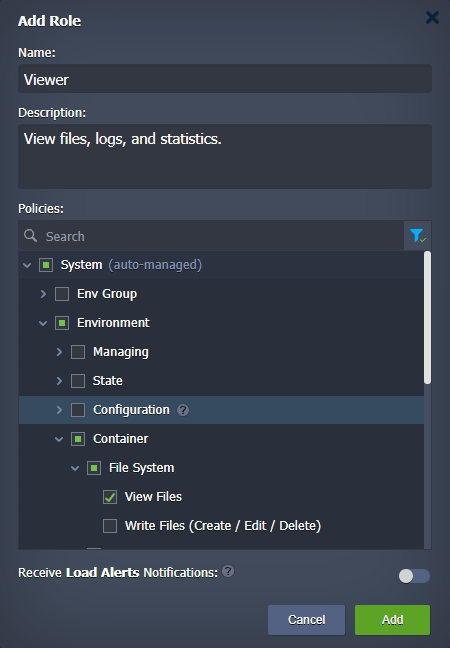 Add Role
Name:
Viewer
Description:
View files, logs, and statistics.
Policies:
Search
System (auto-managed)
Env Group
Environment
Managing
State
Configuration ?
Container
File System
View Files
Write Files (Create / Edit / Delete)
Receive Load Alerts Notifications: ?
Cancel
Add